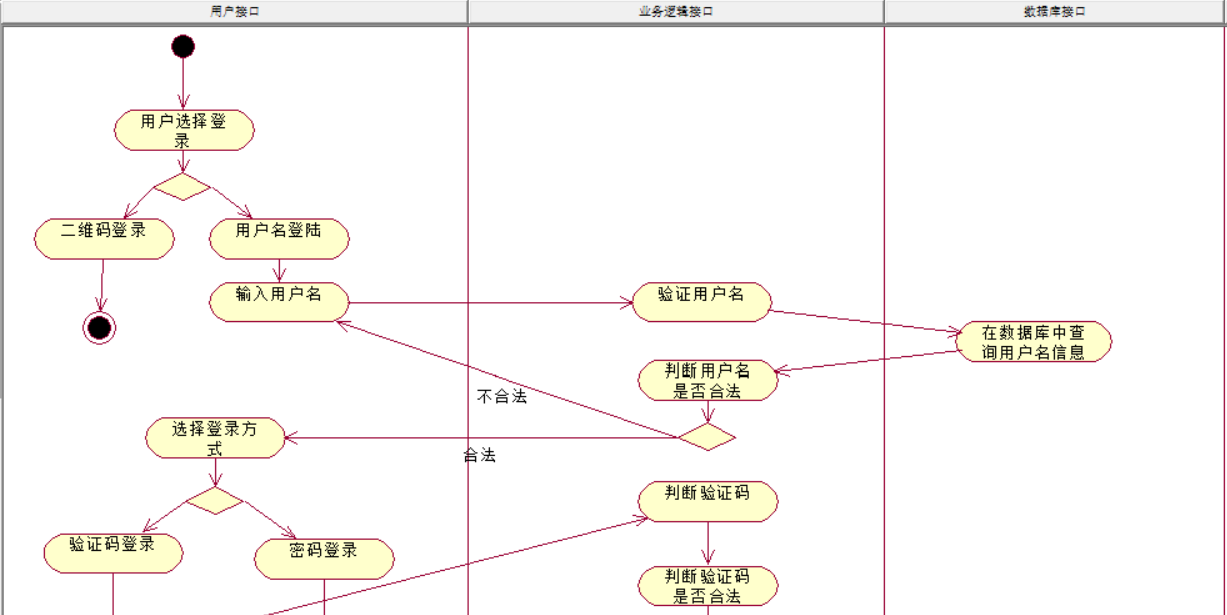 用户接口
业务逻辑接口
数据库接口
用户选择登
录
二维码登录
用户名登陆
输入用户名
验证用户名
在数据库中查
询用户名信息
判断用户名
是否合法
不合法
合法
选择登录方
式
判断验证码
验证码登录
密码登录
判断验证码
是否合法